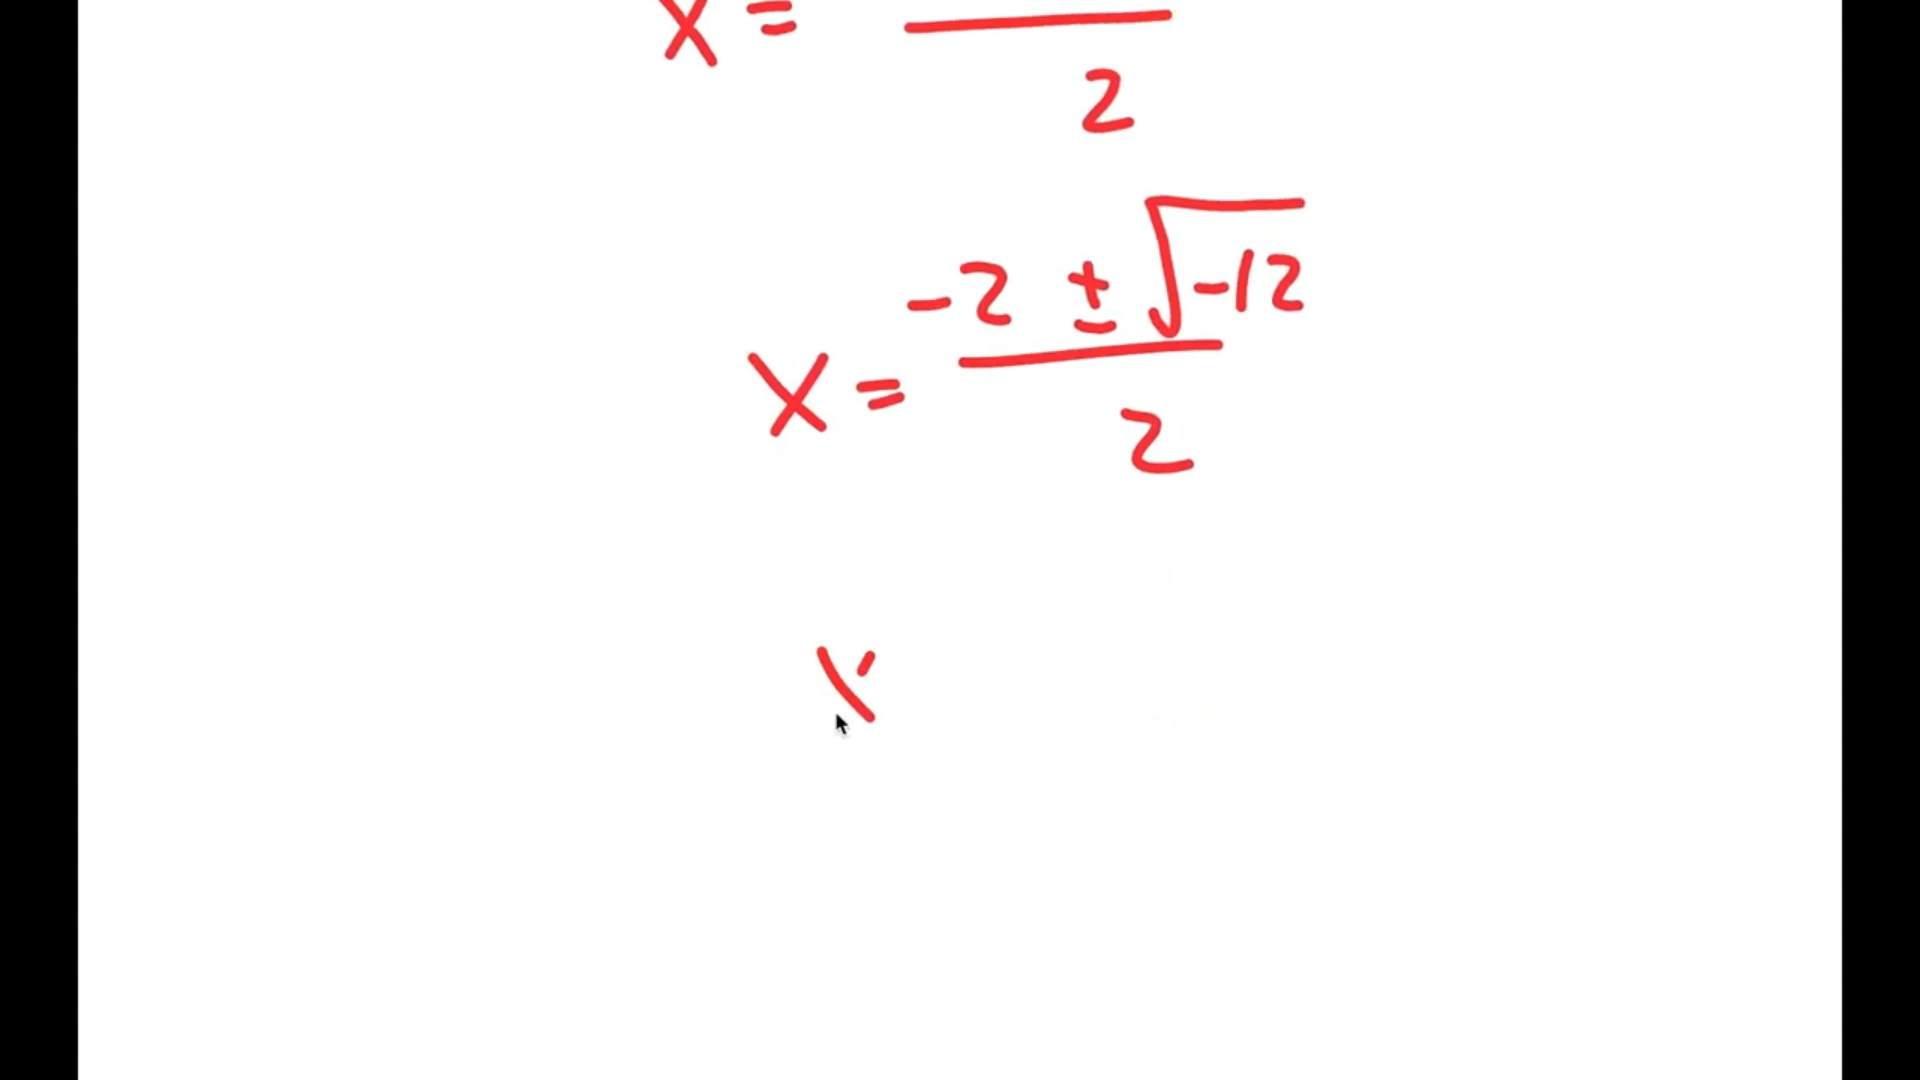 x = ―
2
-2 ± √-12
x = ―
2